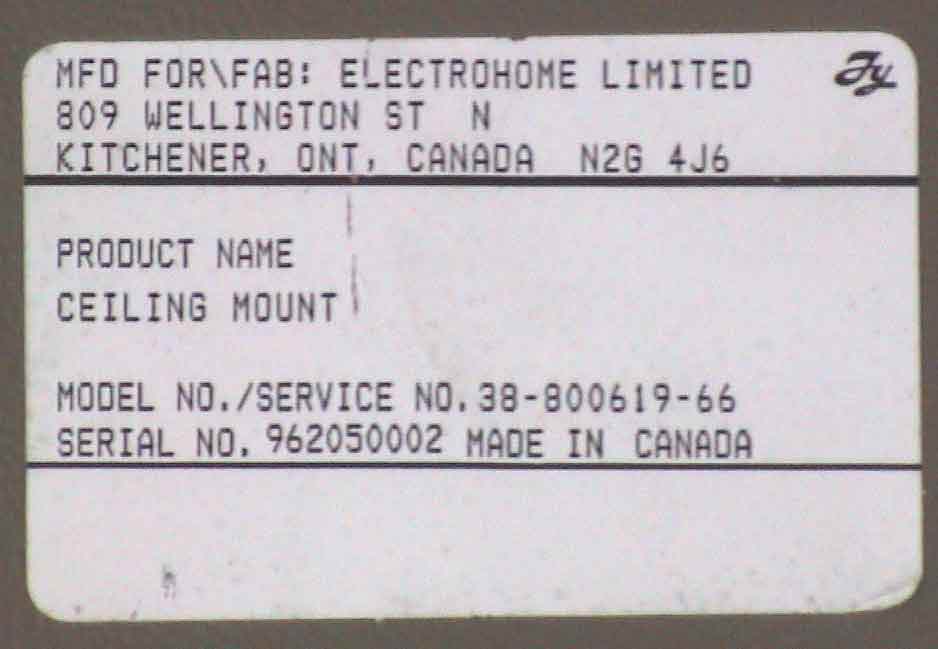 MFD FOR\FAB: ELECTROHOME LIMITED
809 WELLINGTON ST N
KITCHENER, ONT, CANADA N2G 4J6
PRODUCT NAME
CEILING MOUNT
MODEL NO./SERVICE NO. 38-800619-66
SERIAL NO. 962050002 MADE IN CANADA